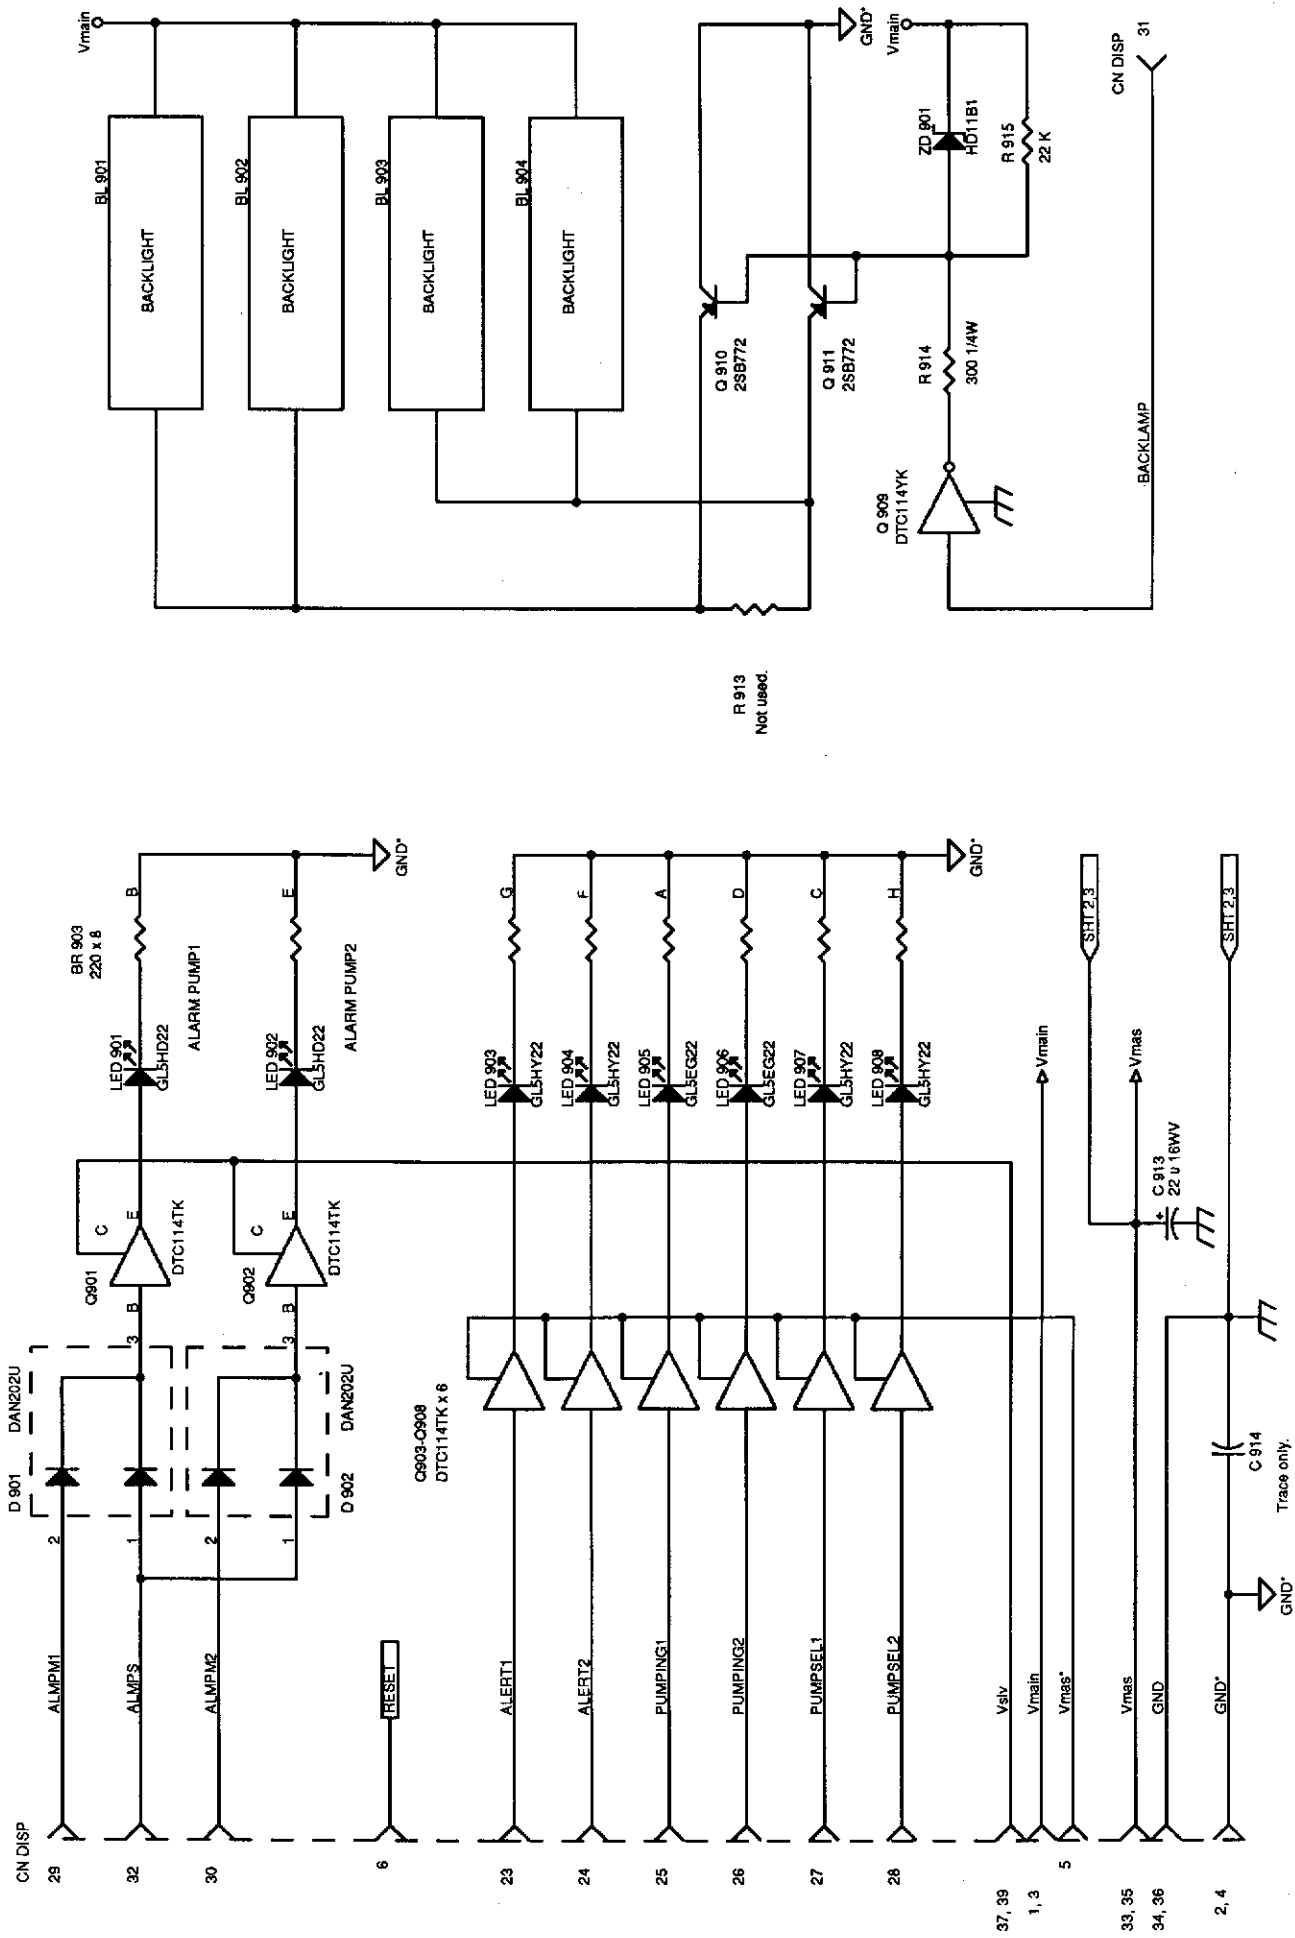 Vmain
BL 901
BACKLIGHT
BL 902
BACKLIGHT
BL 903
BACKLIGHT
BL 904
BACKLIGHT
Q 910
2SB772
Q 911
2SB772
GND*
Vmain
ZD 901
HD11B1
R 915
22 K
R 914
300 1/4W
Q 909
DTC114YK
CN DISP
31
BACKLAMP
R 913
Not used.
BR 903
220 x 8
B
LED 901
GL5HD22
ALARM PUMP1
E
LED 902
GL5HD22
ALARM PUMP2
GND*
G
F
A
D
C
H
GND*
LED 903
GL5HY22
LED 904
GL5HY22
LED 905
GL5EG22
LED 906
GL5EG22
LED 907
GL5HY22
LED 908
GL5HY22
SHT 2,3
SHT 2,3
Vmain
Vmas
C 913
22 u 16WV
+
C
E
Q901
DTC114TK
B
3
C
E
Q902
DTC114TK
B
3
D 901
DAN202U
2
1
D 902
DAN202U
2
1
Q903-Q908
DTC114TK x 6
C 914
Trace only.
GND*
CN DISP
29
ALMPM1
32
ALMPS
30
ALMPM2
6
RESET
23
ALERT1
24
ALERT2
25
PUMPING1
26
PUMPING2
27
PUMPSEL1
28
PUMPSEL2
37, 39
Vslv
1, 3
Vmain
5
Vmas*
33, 35
Vmas
34, 36
GND
2, 4
GND*